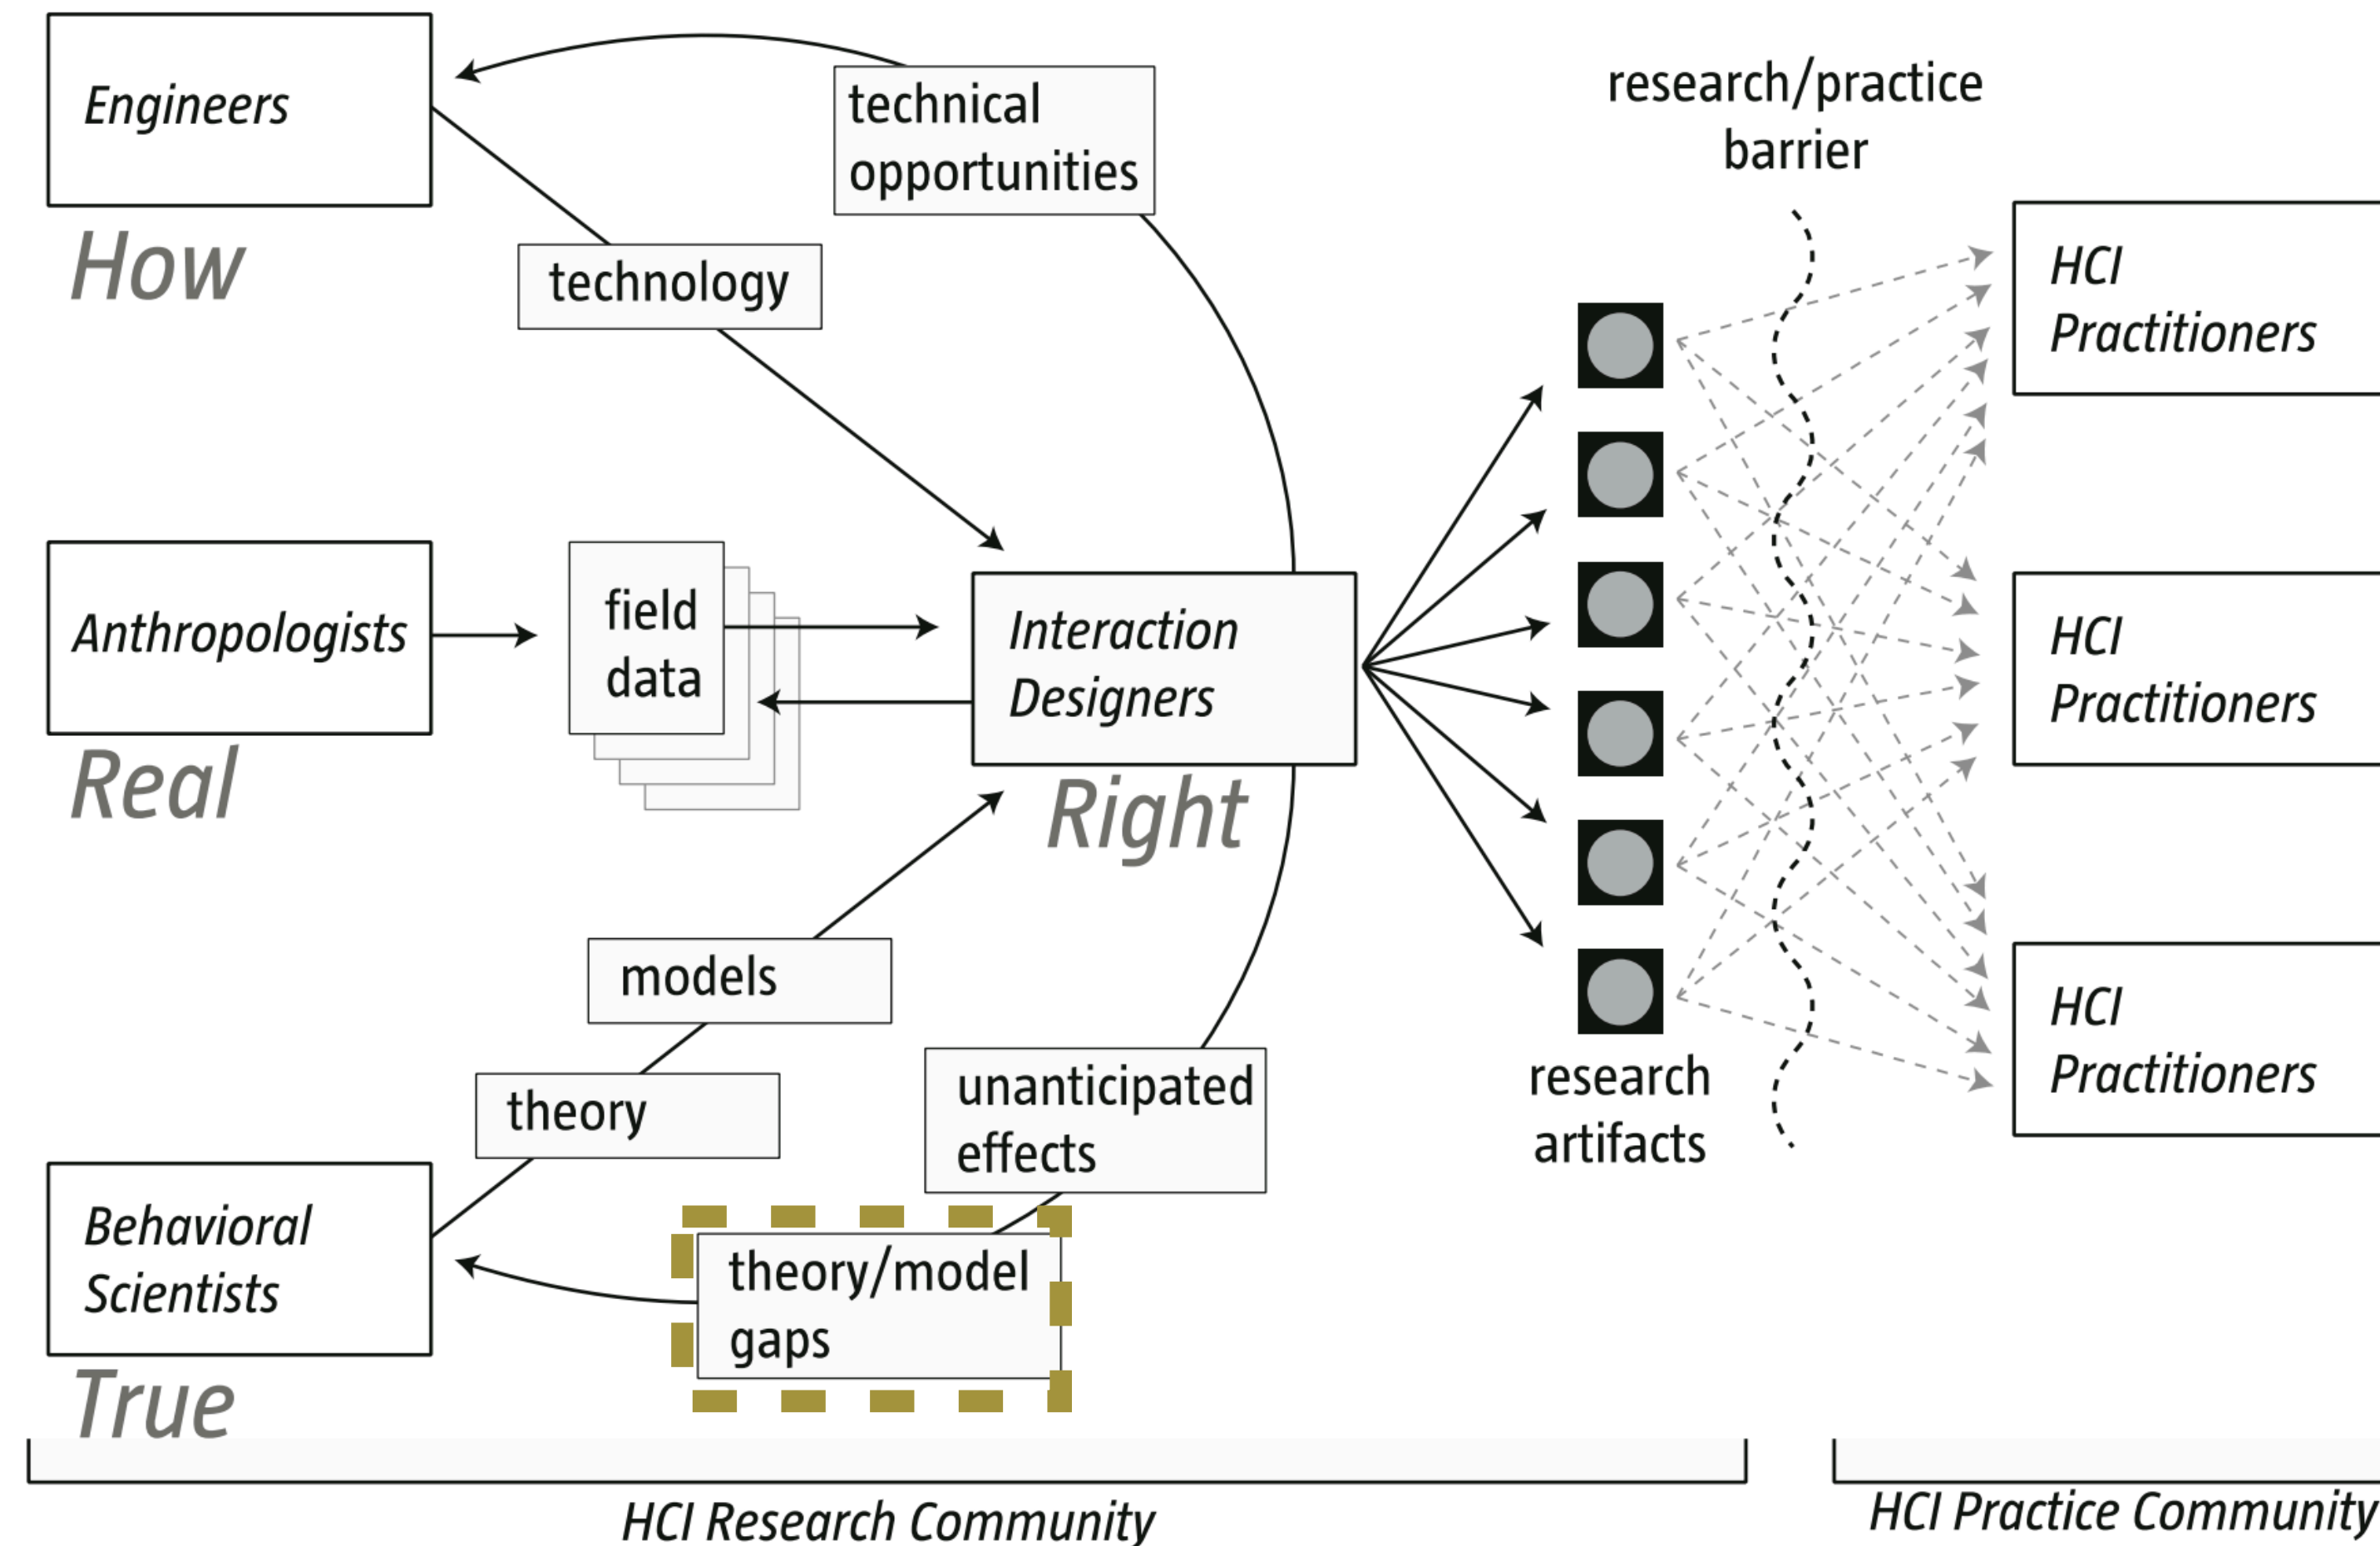 Engineers
How
technical
opportunities
technology
research/practice
barrier
HCI
Practitioners
Anthropologists
Real
field
data
Interaction
Designers
Right
HCI
Practitioners
models
theory
unanticipated
effects
research
artifacts
HCI
Practitioners
Behavioral
Scientists
True
theory/model
gaps
HCI Research Community
HCI Practice Community